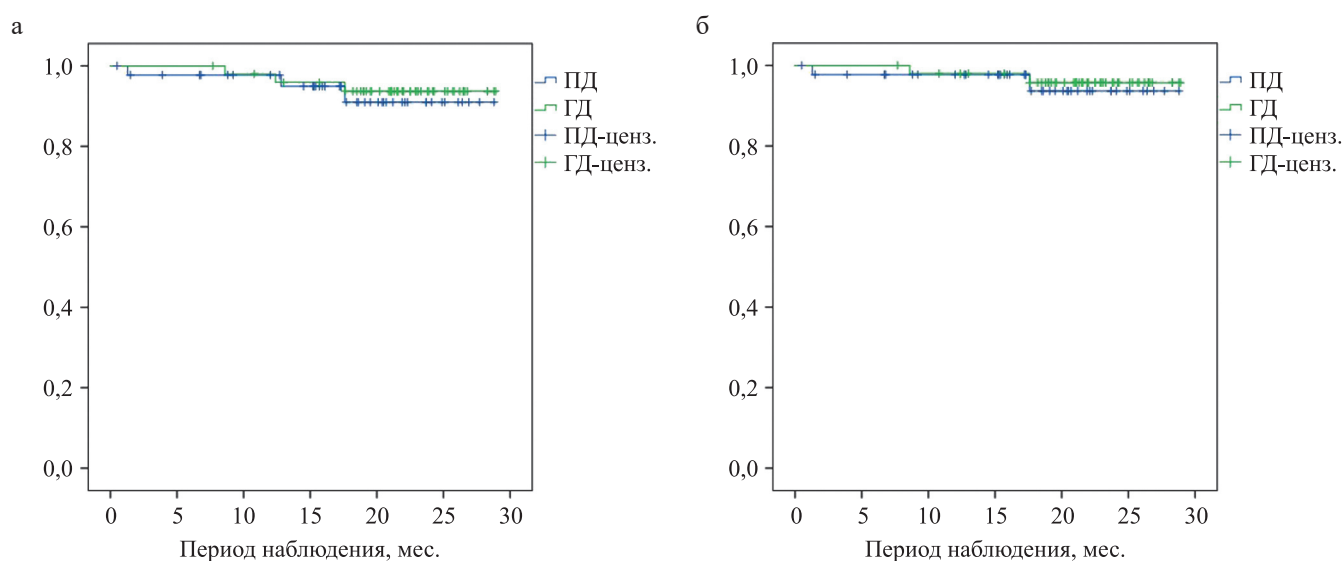 а
1,0
0,8
0,6
0,4
0,2
0,0
0 5 10 15 20 25 30
Период наблюдения, мес.
ПД
ГД
ПД-ценз.
ГД-ценз.
б
1,0
0,8
0,6
0,4
0,2
0,0
0 5 10 15 20 25 30
Период наблюдения, мес.
ПД
ГД
ПД-ценз.
ГД-ценз.